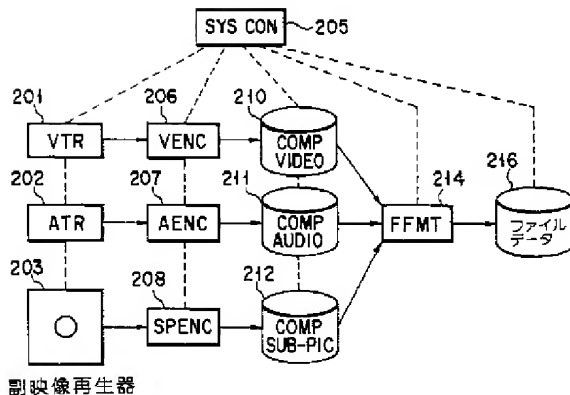 SYS CON
205
201
206
210
VTR
VENC
COMP
VIDEO
202
207
211
214
216
ATR
AENC
COMP
AUDIO
FFMT
ファイル
データ
203
208
212
SPENC
COMP
SUB-PIC
副映像再生器